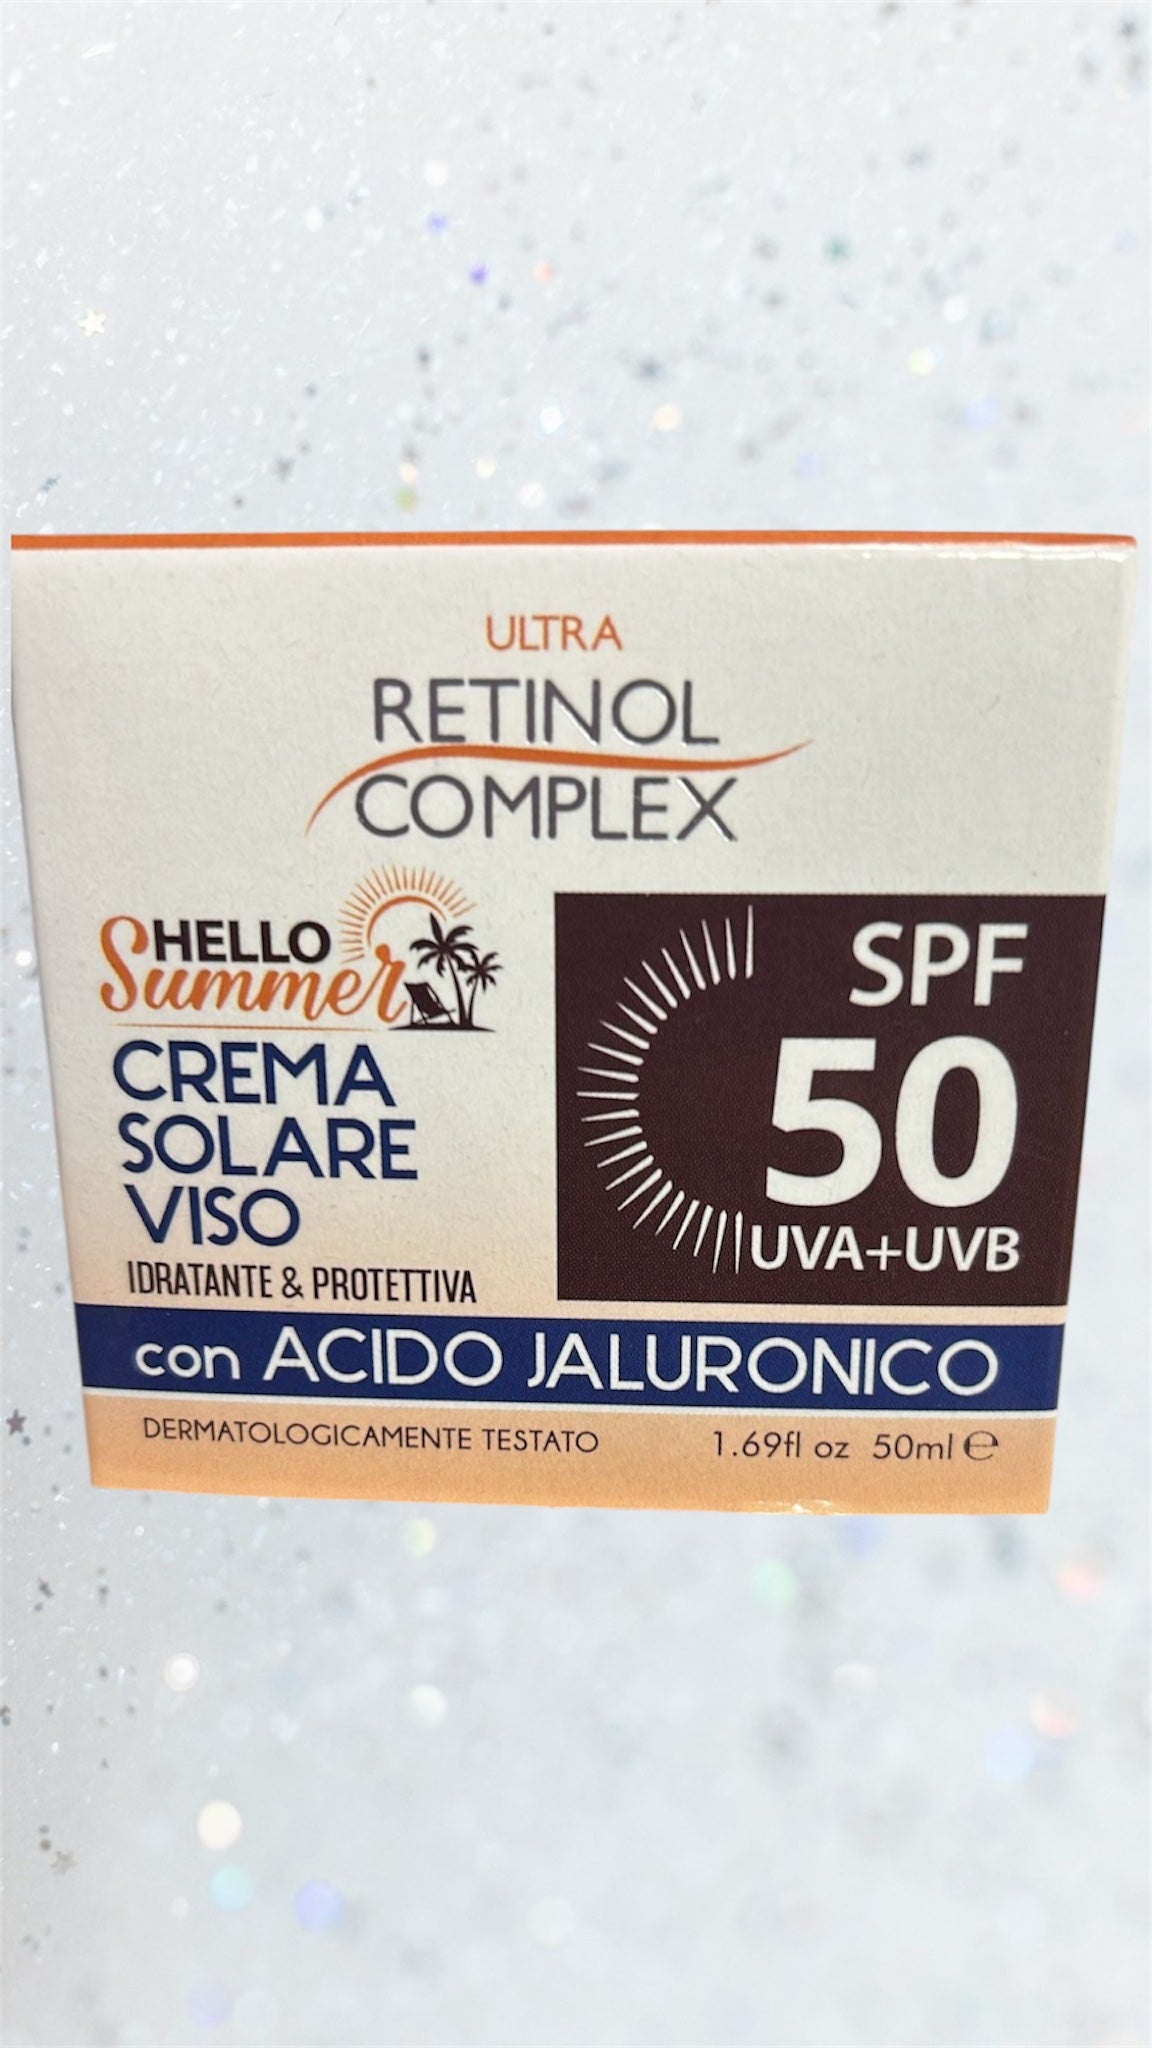 ULTRA
RETINOL
COMPLEX
HELLO
Summer
CREMA
SOLARE
VISO
IDRATANTE & PROTETTIVA
SPF
50
UVA+UVB
con ACIDO JALURONICO
DERMATOLOGICAMENTE TESTATO
1.69fl oz 50ml ℮